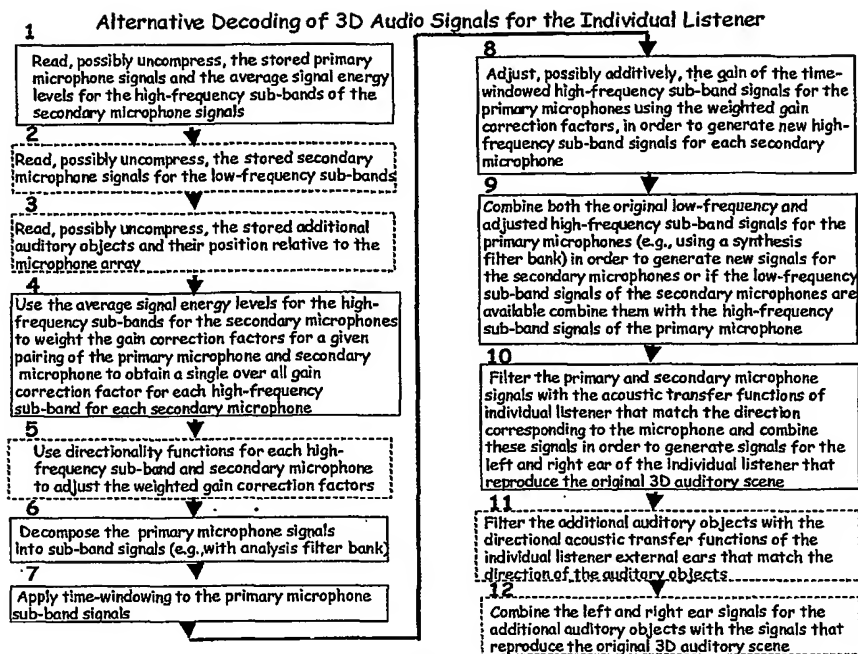 Alternative Decoding of 3D Audio Signals for the Individual Listener
1
Read, possibly uncompress, the stored primary
microphone signals and the average signal energy
levels for the high-frequency sub-bands of the
secondary microphone signals
2
Read, possibly uncompress, the stored secondary
microphone signals for the low-frequency sub-bands
3
Read, possibly uncompress, the stored additional
auditory objects and their position relative to the
microphone array
4
Use the average signal energy levels for the high-
frequency sub-bands for the secondary microphones
to weight the gain correction factors for a given
pairing of the primary microphone and secondary
microphone to obtain a single over all gain
correction factor for each high-frequency
sub-band for each secondary microphone
5
Use directionality functions for each high-
frequency sub-band and secondary microphone
to adjust the weighted gain correction factors
6
Decompose the primary microphone signals
into sub-band signals (e.g.,with analysis filter bank)
7
Apply time-windowing to the primary microphone
sub-band signals
8
Adjust, possibly additively, the gain of the time-
windowed high-frequency sub-band signals for the
primary microphones using the weighted gain
correction factors, in order to generate new high-
frequency sub-band signals for each secondary
microphone
9
Combine both the original low-frequency and
adjusted high-frequency sub-band signals for the
primary microphones (e.g., using a synthesis
filter bank) in order to generate new signals for
the secondary microphones or if the low-frequency
sub-band signals of the secondary microphones are
available combine them with the high-frequency
sub-band signals of the primary microphone
10
Filter the primary and secondary microphone
signals with the acoustic transfer functions of
individual listener that match the direction
corresponding to the microphone and combine
these signals in order to generate signals for the
left and right ear of the individual listener that
reproduce the original 3D auditory scene
11
Filter the additional auditory objects with the
directional acoustic transfer functions of the
individual listener external ears that match the
direction of the auditory objects
12
Combine the left and right ear signals for the
additional auditory objects with the signals that
reproduce the original 3D auditory scene